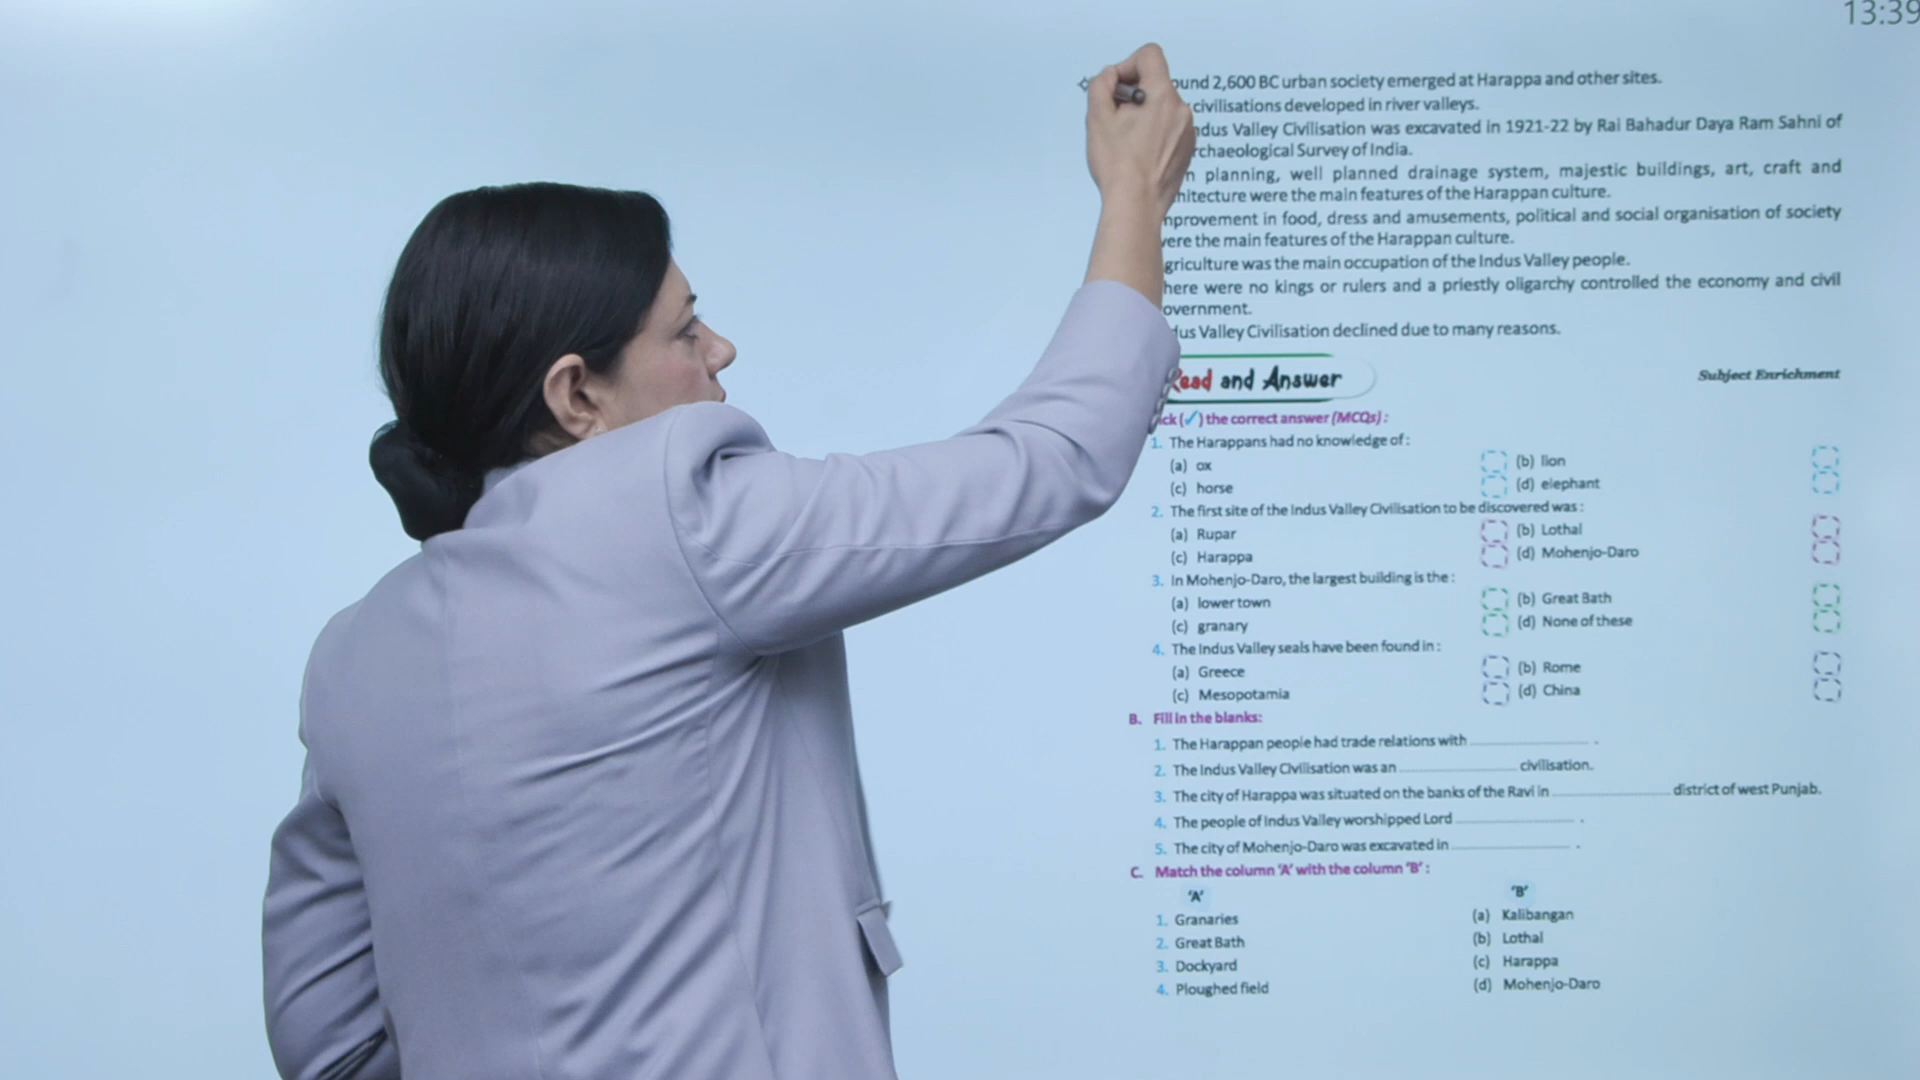 13:39
2,600 BC urban society emerged at Harappa and other sites.
civilisations developed in river valleys.
Valley Civilisation was excavated in 1921-22 by Rai Bahadur Daya Ram Sahni of
Survey of India.
planning, well planned drainage system, majestic buildings, art, craft and
were the main features of the Harappan culture.
in food, dress and amusements, political and social organisation of society
the main features of the Harappan culture.
was the main occupation of the Indus Valley people.
were no kings or rulers and a priestly oligarchy controlled the economy and civil
Valley Civilisation declined due to many reasons.
Read and Answer
Subject Enrichment
(✓) the correct answer (MCQs) :
1. The Harappans had no knowledge of :
(a) ox (b) lion
(c) horse (d) elephant
2. The first site of the Indus Valley Civilisation to be discovered was :
(a) Rupar (b) Lothal
(c) Harappa (d) Mohenjo-Daro
3. In Mohenjo-Daro, the largest building is the :
(a) lower town (b) Great Bath
(c) granary (d) None of these
4. The Indus Valley seals have been found in :
(a) Greece (b) Rome
(c) Mesopotamia (d) China
B. Fill in the blanks:
1. The Harappan people had trade relations with .
2. The Indus Valley Civilisation was an civilisation.
3. The city of Harappa was situated on the banks of the Ravi in district of west Punjab.
4. The people of Indus Valley worshipped Lord .
5. The city of Mohenjo-Daro was excavated in .
C. Match the column 'A' with the column 'B' :
'A' 'B'
1. Granaries (a) Kalibangan
2. Great Bath (b) Lothal
3. Dockyard (c) Harappa
4. Ploughed field (d) Mohenjo-Daro